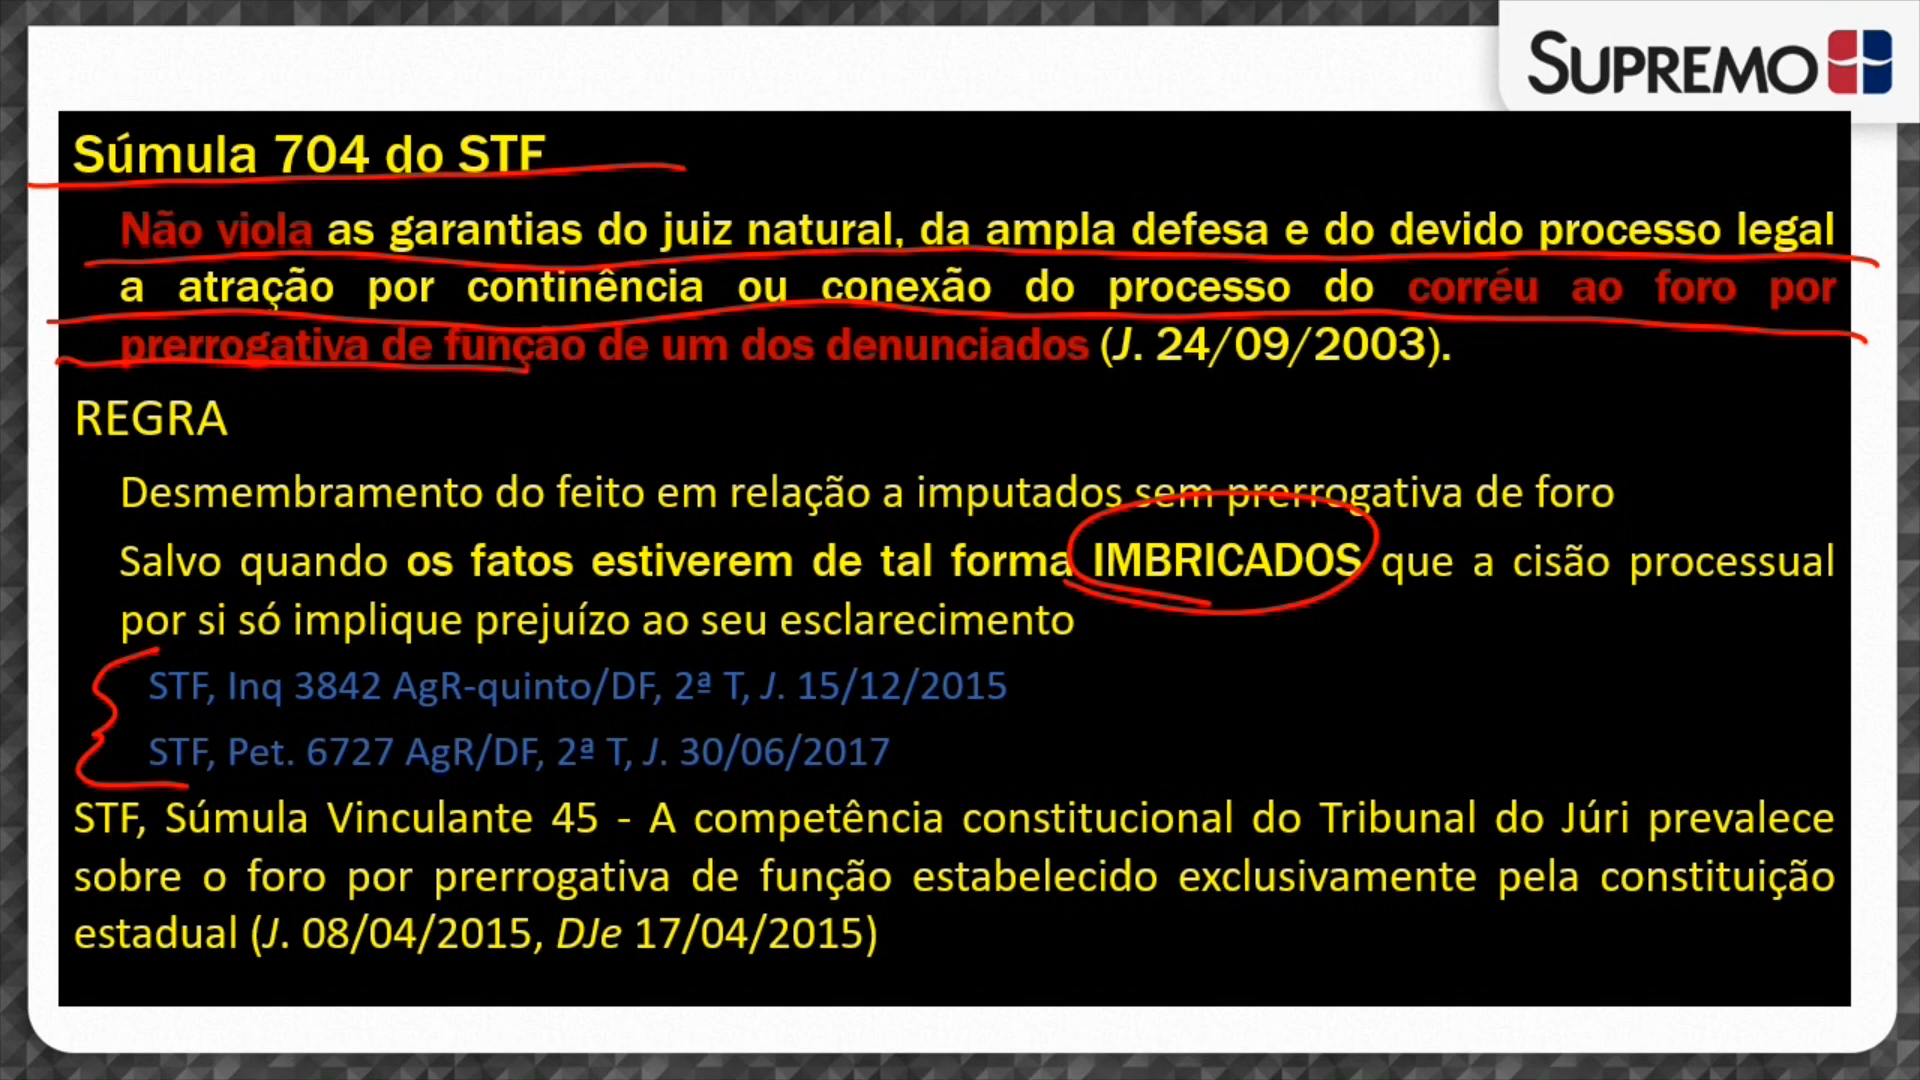 SUPREMO
Súmula 704 do STF
Não viola as garantias do juiz natural, da ampla defesa e do devido processo legal
a atração por continência ou conexão do processo do corréu ao foro por
prerrogativa de função de um dos denunciados (J. 24/09/2003).
REGRA
Desmembramento do feito em relação a imputados sem prerrogativa de foro
Salvo quando os fatos estiverem de tal forma IMBRICADOS que a cisão processual
por si só implique prejuízo ao seu esclarecimento
STF, Inq 3842 AgR-quinto/DF, 2ª T, J. 15/12/2015
STF, Pet. 6727 AgR/DF, 2ª T, J. 30/06/2017
STF, Súmula Vinculante 45 - A competência constitucional do Tribunal do Júri prevalece
sobre o foro por prerrogativa de função estabelecido exclusivamente pela constituição
estadual (J. 08/04/2015, DJe 17/04/2015)